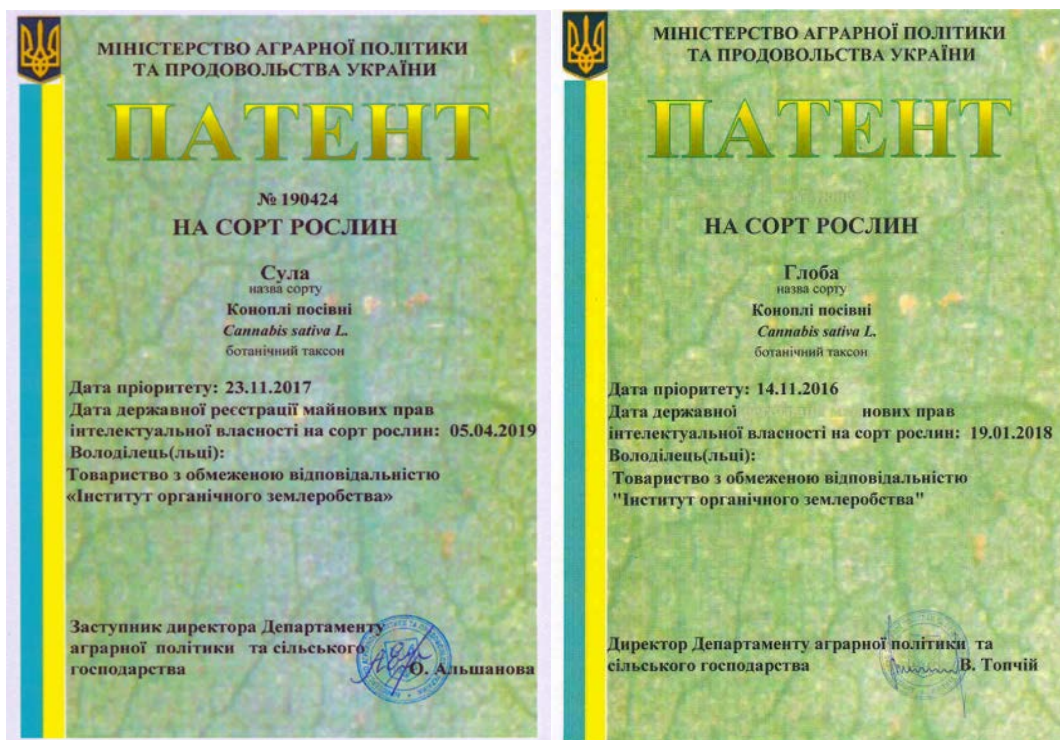 МІНІСТЕРСТВО АГРАРНОЇ ПОЛІТИКИ
ТА ПРОДОВОЛЬСТВА УКРАЇНИ
ПАТЕНТ
№ 190424
НА СОРТ РОСЛИН
Сула
назва сорту
Коноплі посівні
Cannabis sativa L.
ботанічний таксон
Дата пріоритету: 23.11.2017
Дата державної реєстрації майнових прав
інтелектуальної власності на сорт рослин: 05.04.2019
Володілець(льці):
Товариство з обмеженою відповідальністю
«Інститут органічного землеробства»
Заступник директора Департаменту
аграрної політики та сільського
господарства О. Альшанова
МІНІСТЕРСТВО АГРАРНОЇ ПОЛІТИКИ
ТА ПРОДОВОЛЬСТВА УКРАЇНИ
ПАТЕНТ
НА СОРТ РОСЛИН
Глоба
назва сорту
Коноплі посівні
Cannabis sativa L.
ботанічний таксон
Дата пріоритету: 14.11.2016
Дата державної нових прав
інтелектуальної власності на сорт рослин: 19.01.2018
Володілець(льці):
Товариство з обмеженою відповідальністю
"Інститут органічного землеробства"
Директор Департаменту аграрної політики та
сільського господарства В. Топчій